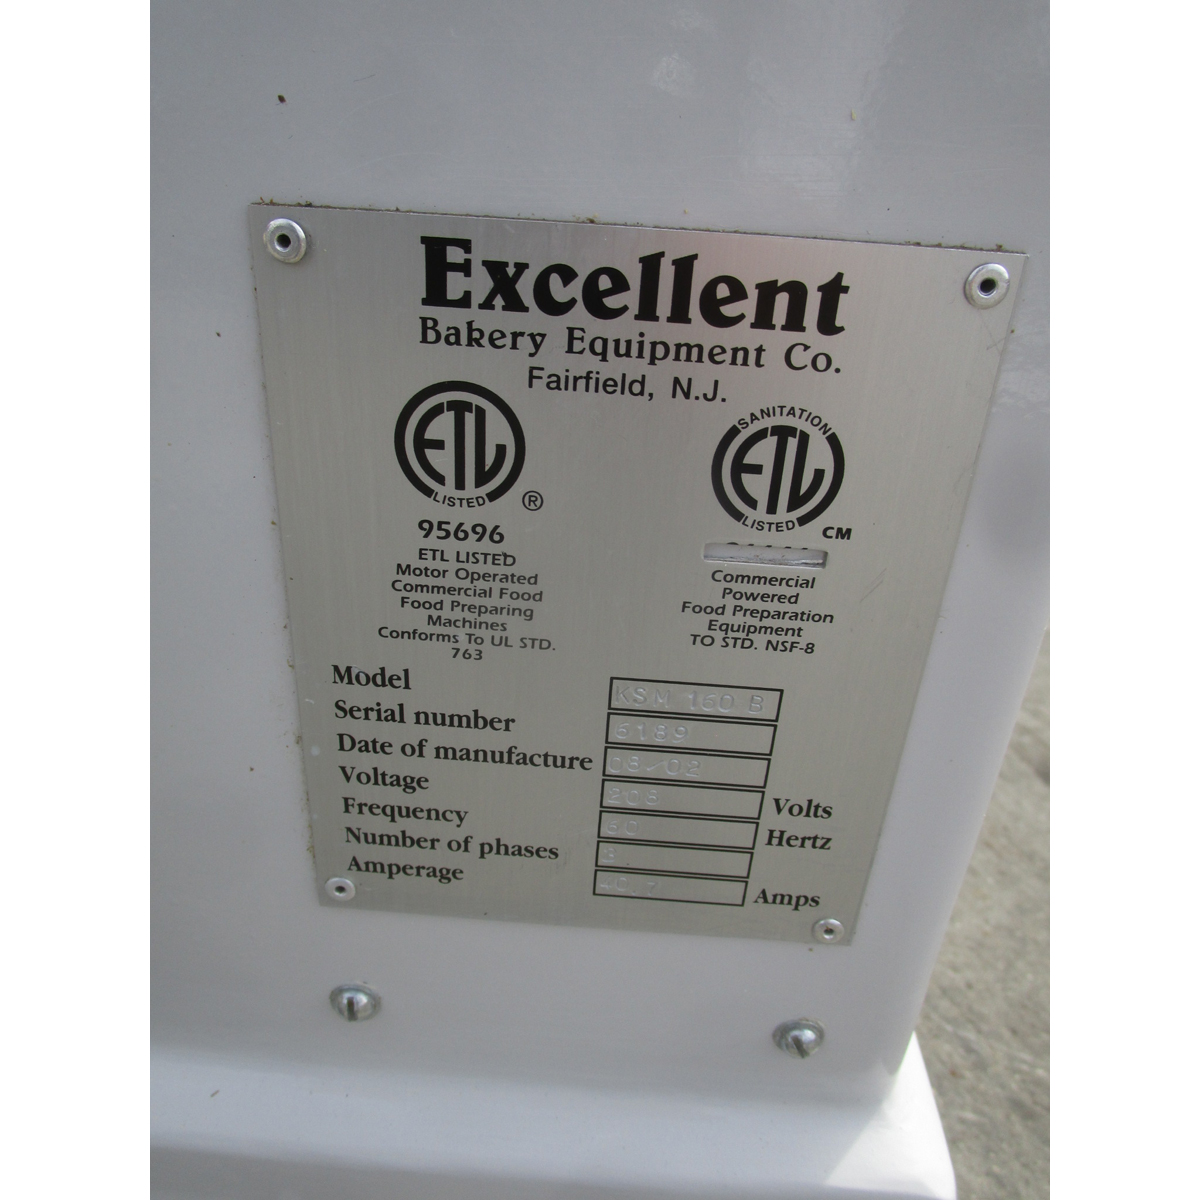 Excellent
Bakery Equipment Co.
Fairfield, N.J.
ETL
LISTED
®
95696
ETL LISTED
Motor Operated
Commercial Food
Food Preparing
Machines
Conforms To UL STD.
763
SANITATION
ETL
LISTED
CM
Commercial
Powered
Food Preparation
Equipment
TO STD. NSF-8
Model KSM 160 B
Serial number 6189
Date of manufacture 08/02
Voltage 208 Volts
Frequency 60 Hertz
Number of phases 3
Amperage 40.7 Amps